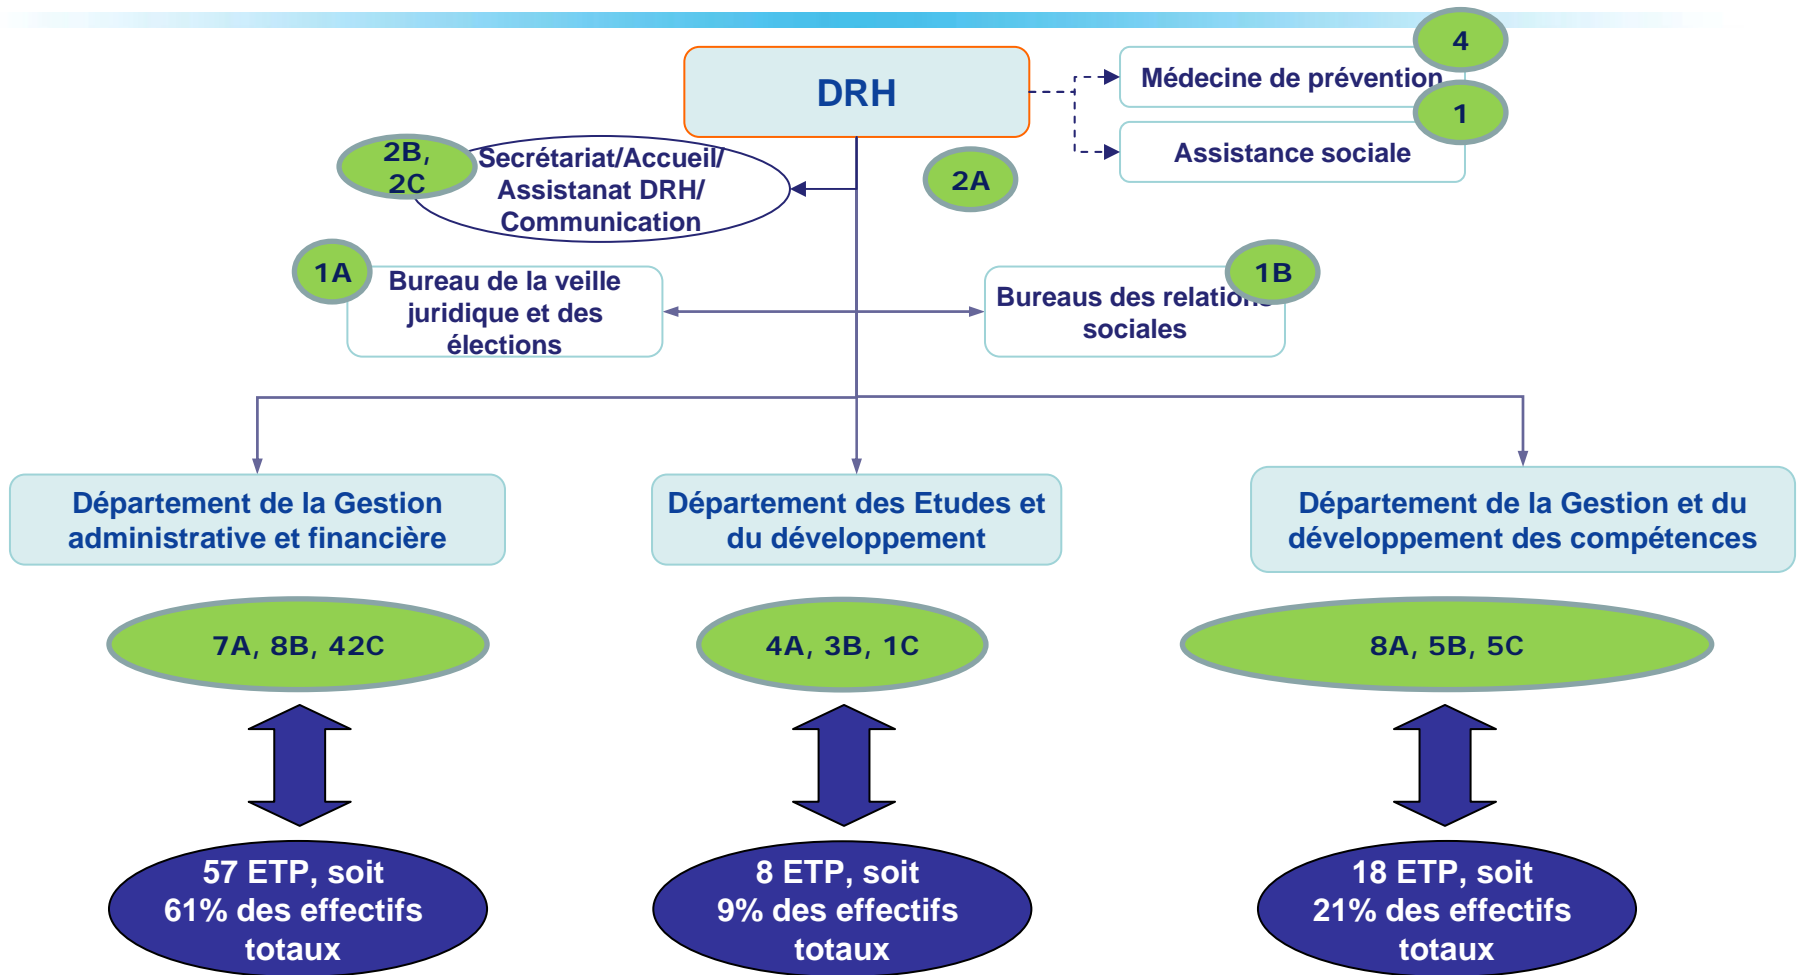 4
DRH
Médecine de prévention
1
2B,
2C
Secrétariat/Accueil/
Assistanat DRH/
Communication
2A
Assistance sociale
1A
Bureau de la veille
juridique et des
élections
1B
Bureaus des relations
sociales
Département de la Gestion
administrative et financière
Département des Etudes et
du développement
Département de la Gestion et du
développement des compétences
7A, 8B, 42C
4A, 3B, 1C
8A, 5B, 5C
57 ETP, soit
61% des effectifs
totaux
8 ETP, soit
9% des effectifs
totaux
18 ETP, soit
21% des effectifs
totaux